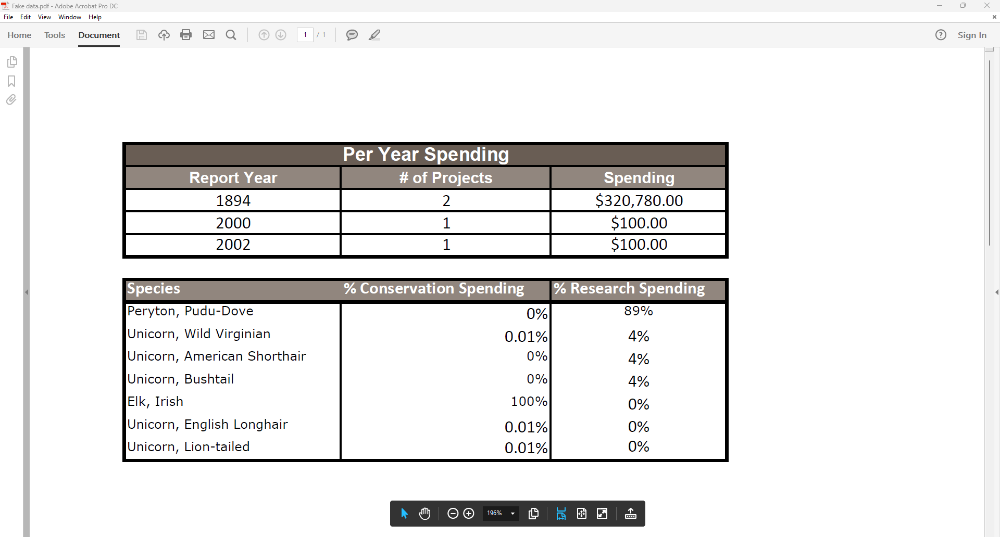 Fake data.pdf - Adobe Acrobat Pro DC
File Edit View Window Help
Home Tools Document 1 / 1 Sign In
Per Year Spending
Report Year # of Projects Spending
1894 2 $320,780.00
2000 1 $100.00
2002 1 $100.00
Species % Conservation Spending % Research Spending
Peryton, Pudu-Dove 0% 89%
Unicorn, Wild Virginian 0.01% 4%
Unicorn, American Shorthair 0% 4%
Unicorn, Bushtail 0% 4%
Elk, Irish 100% 0%
Unicorn, English Longhair 0.01% 0%
Unicorn, Lion-tailed 0.01% 0%
196%